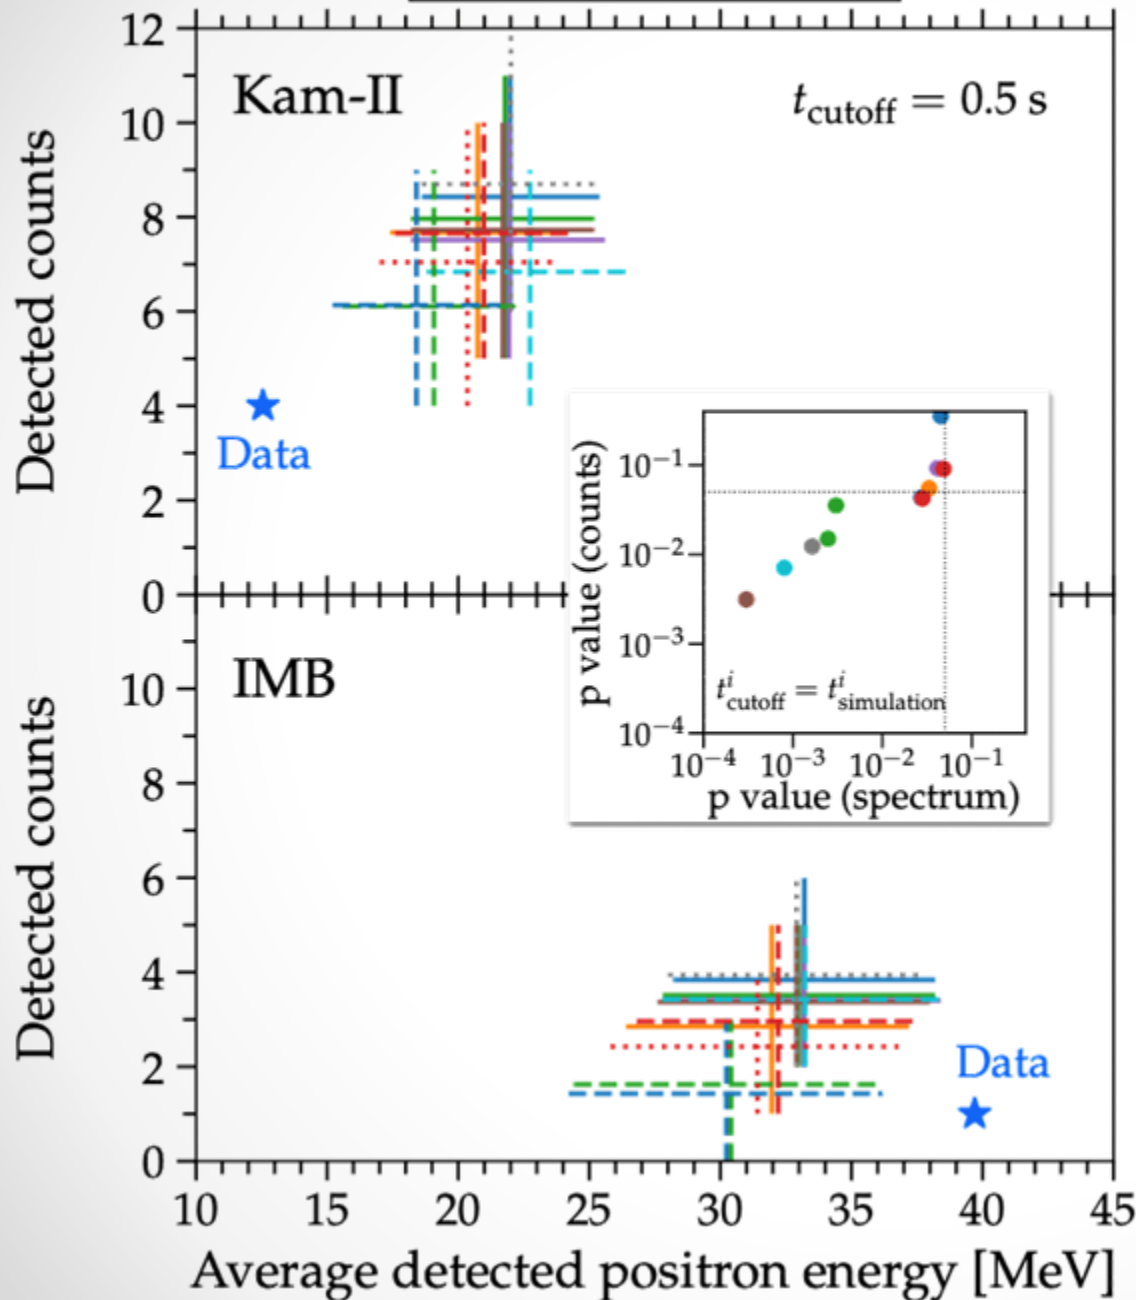 12
Kam-II
t_cutoff = 0.5 s
10
8
6
4
Data
2
0
Detected counts
10⁻¹
10⁻²
10⁻³
10⁻⁴
p value (counts)
tⁱ_cutoff = tⁱ_simulation
10⁻⁴ 10⁻³ 10⁻² 10⁻¹
p value (spectrum)
IMB
10
8
6
4
2
0
Detected counts
Data
10 15 20 25 30 35 40 45
Average detected positron energy [MeV]